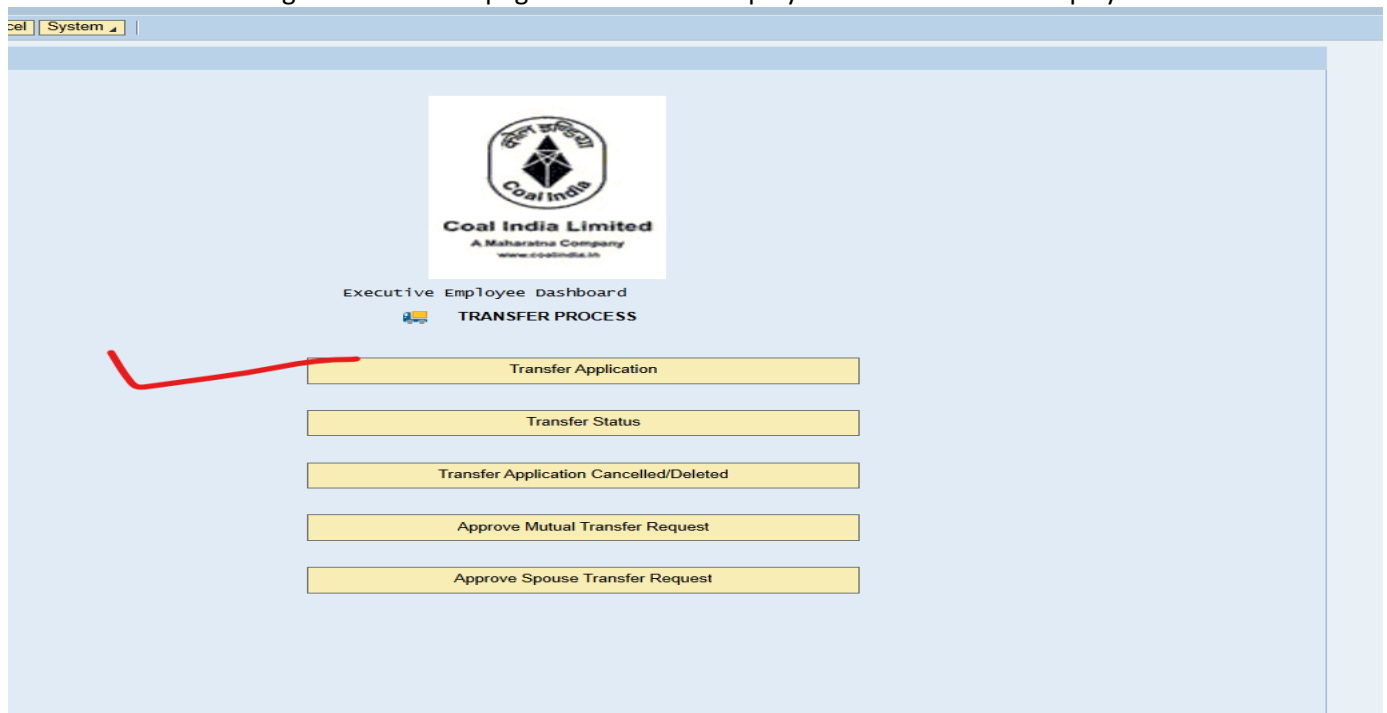 cel System
कोल इण्डिया
Coal India
Coal India Limited
A Maharatna Company
www.coalindia.in
Executive Employee Dashboard
TRANSFER PROCESS
Transfer Application
Transfer Status
Transfer Application Cancelled/Deleted
Approve Mutual Transfer Request
Approve Spouse Transfer Request